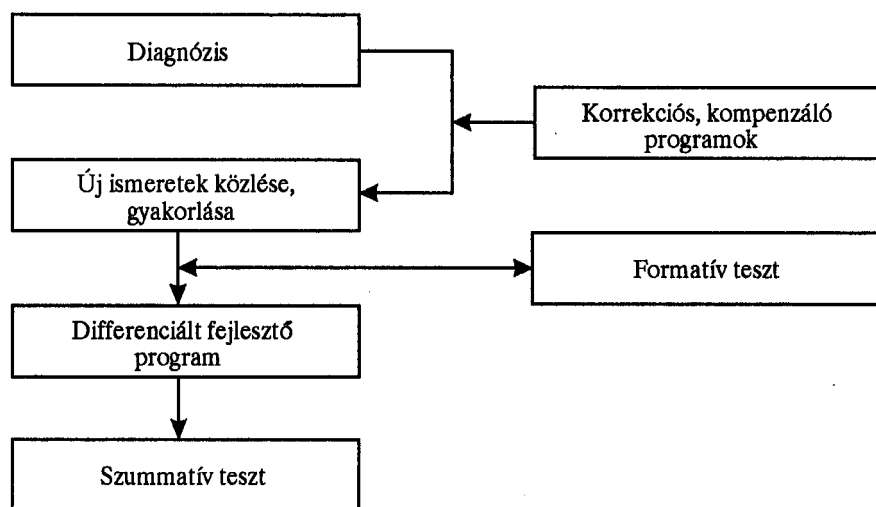 Diagnózis
Korrekciós, kompenzáló
programok
Új ismeretek közlése,
gyakorlása
Formatív teszt
Differenciált fejlesztő
program
Szummatív teszt